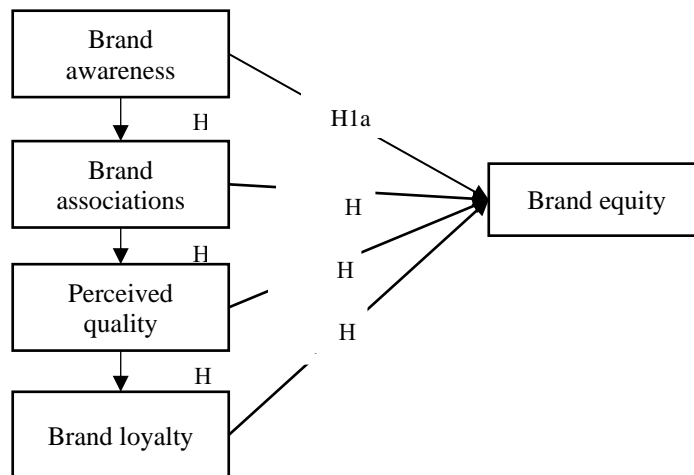 Brand
awareness
H
H1a
Brand
associations
H
Brand equity
H
Perceived
quality
H
H
H
Brand loyalty